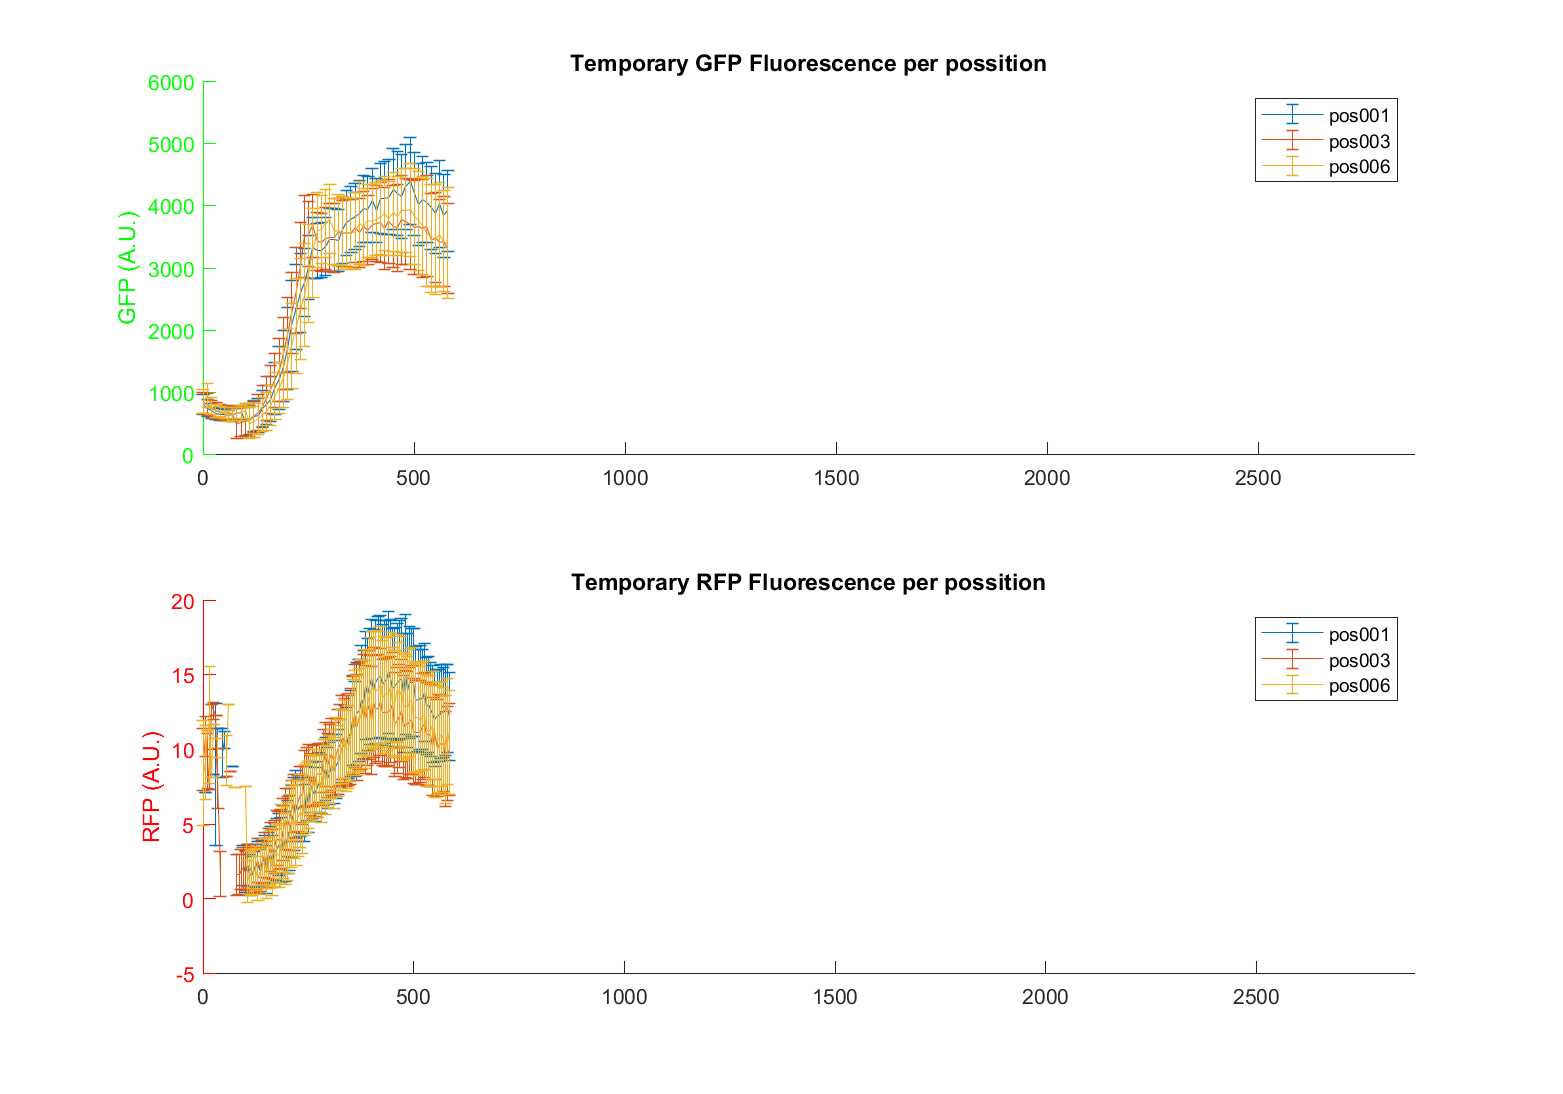 Temporary GFP Fluorescence per possition
6000
5000
4000
3000
2000
1000
0
GFP (A.U.)
pos001
pos003
pos006
0 500 1000 1500 2000 2500
Temporary RFP Fluorescence per possition
20
15
10
5
0
-5
RFP (A.U.)
pos001
pos003
pos006
0 500 1000 1500 2000 2500